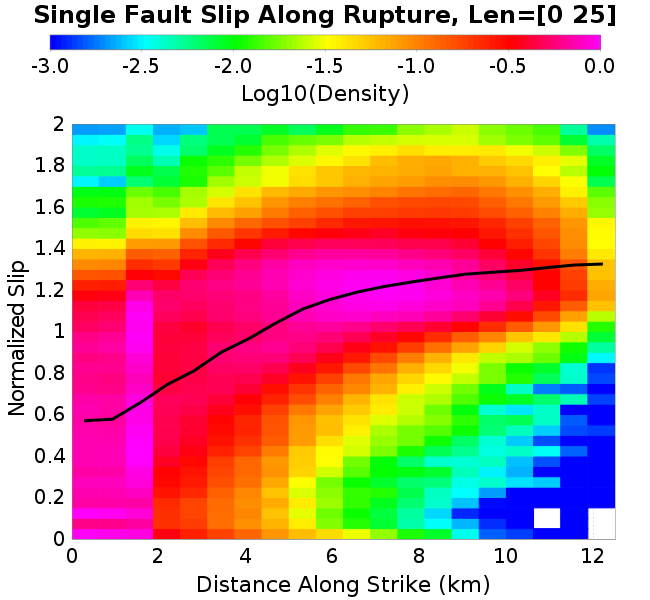 Single Fault Slip Along Rupture, Len=[0 25]
-3.0 -2.5 -2.0 -1.5 -1.0 -0.5 0.0
Log10(Density)
2
1.8
1.6
1.4
1.2
1
0.8
0.6
0.4
0.2
0
Normalized Slip
0 2 4 6 8 10 12
Distance Along Strike (km)